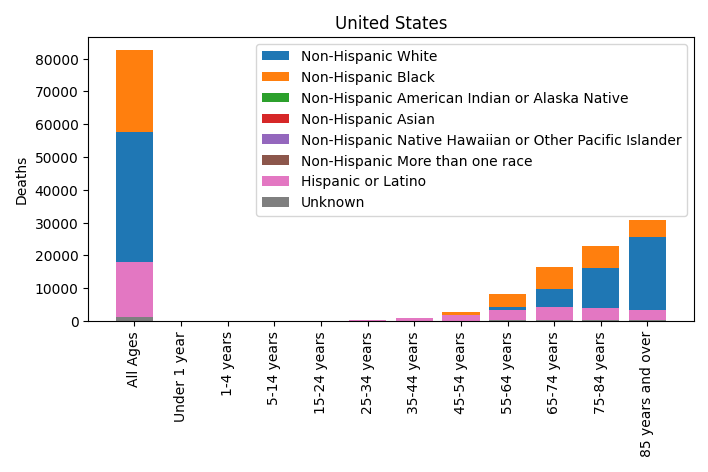 United States
Non-Hispanic White
Non-Hispanic Black
Non-Hispanic American Indian or Alaska Native
Non-Hispanic Asian
Non-Hispanic Native Hawaiian or Other Pacific Islander
Non-Hispanic More than one race
Hispanic or Latino
Unknown
Deaths
80000
70000
60000
50000
40000
30000
20000
10000
0
All Ages
Under 1 year
1-4 years
5-14 years
15-24 years
25-34 years
35-44 years
45-54 years
55-64 years
65-74 years
75-84 years
85 years and over